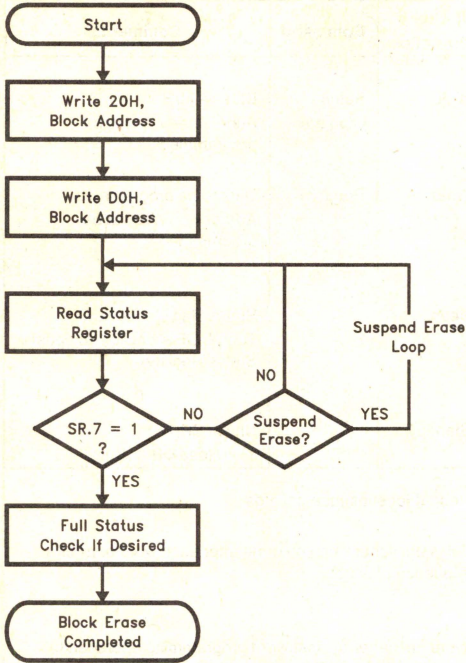 Start
Write 20H,
Block Address
Write D0H,
Block Address
Read Status
Register
Suspend Erase
Loop
NO
SR.7 = 1
?
NO
Suspend
Erase?
YES
YES
Full Status
Check If Desired
Block Erase
Completed